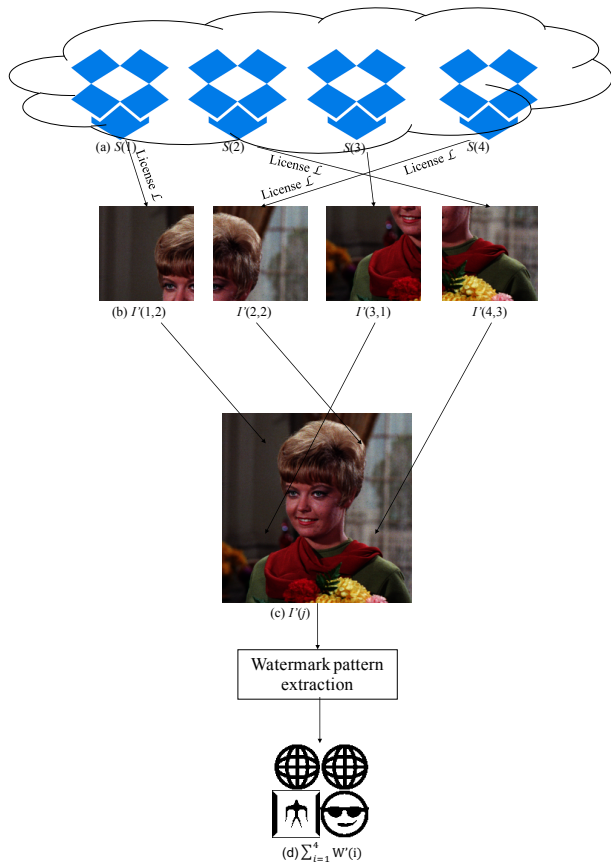 (a) S(1)
S(2)
S(3)
S(4)
License ℒ
License ℒ
License ℒ
(b) I'(1,2)
I'(2,2)
I'(3,1)
I'(4,3)
(c) I'(j)
Watermark pattern
extraction
(d) ∑⁴ᵢ₌₁ W'(i)